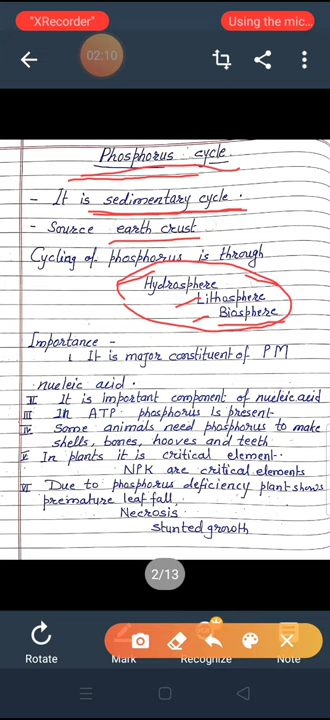 "XRecorder"
Using the mic...
02:10
Phosphorus cycle.
- It is sedimentary cycle.
- Source earth crust
Cycling of phosphorus is through
Hydrosphere
Lithosphere
Biosphere
Importance -
I. It is major constituent of PM
nucleic acid.
II It is important component of nucleic acid
III In ATP phosphorus is present.
IV Some animals need phosphorus to make
shells, bones, hooves and teeth
V In plants it is critical element.
NPK are critical elements
VI Due to phosphorus deficiency plant shows
premature leaf fall
Necrosis
stunted growth
2/13
Rotate
Mark
Recognize
Note